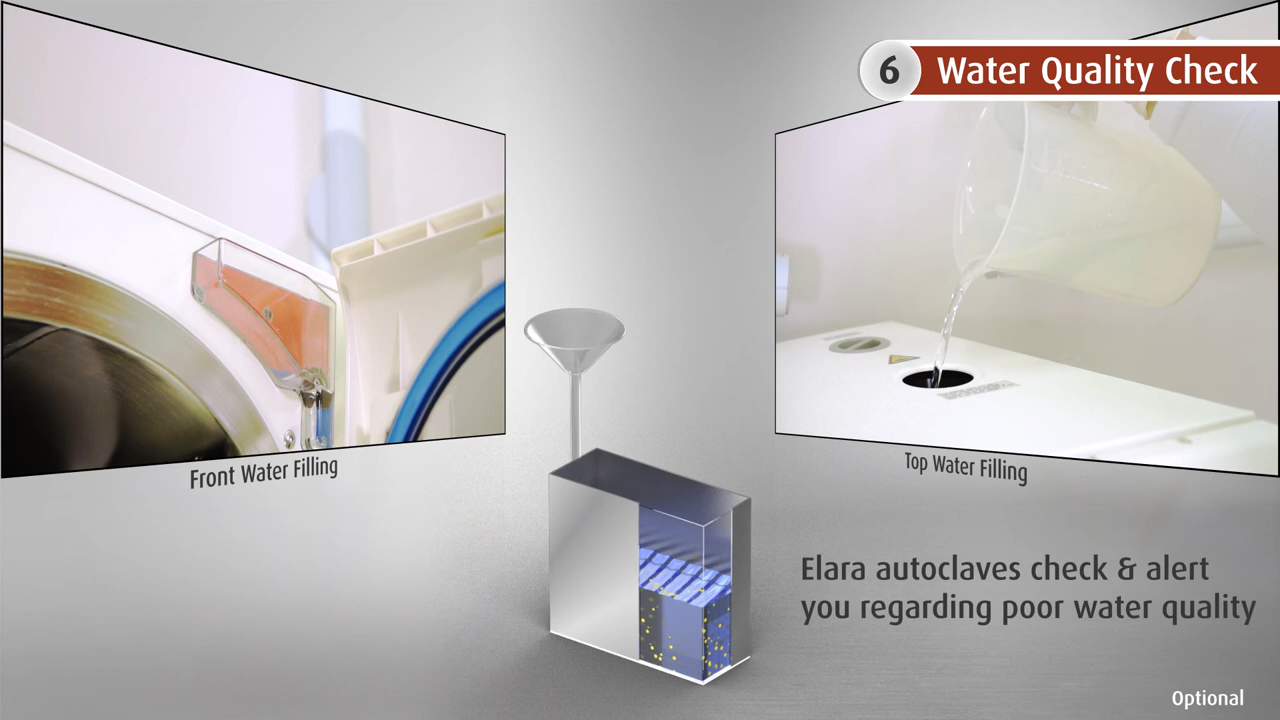 6 Water Quality Check
Front Water Filling
Top Water Filling
Elara autoclaves check & alert
you regarding poor water quality
Optional